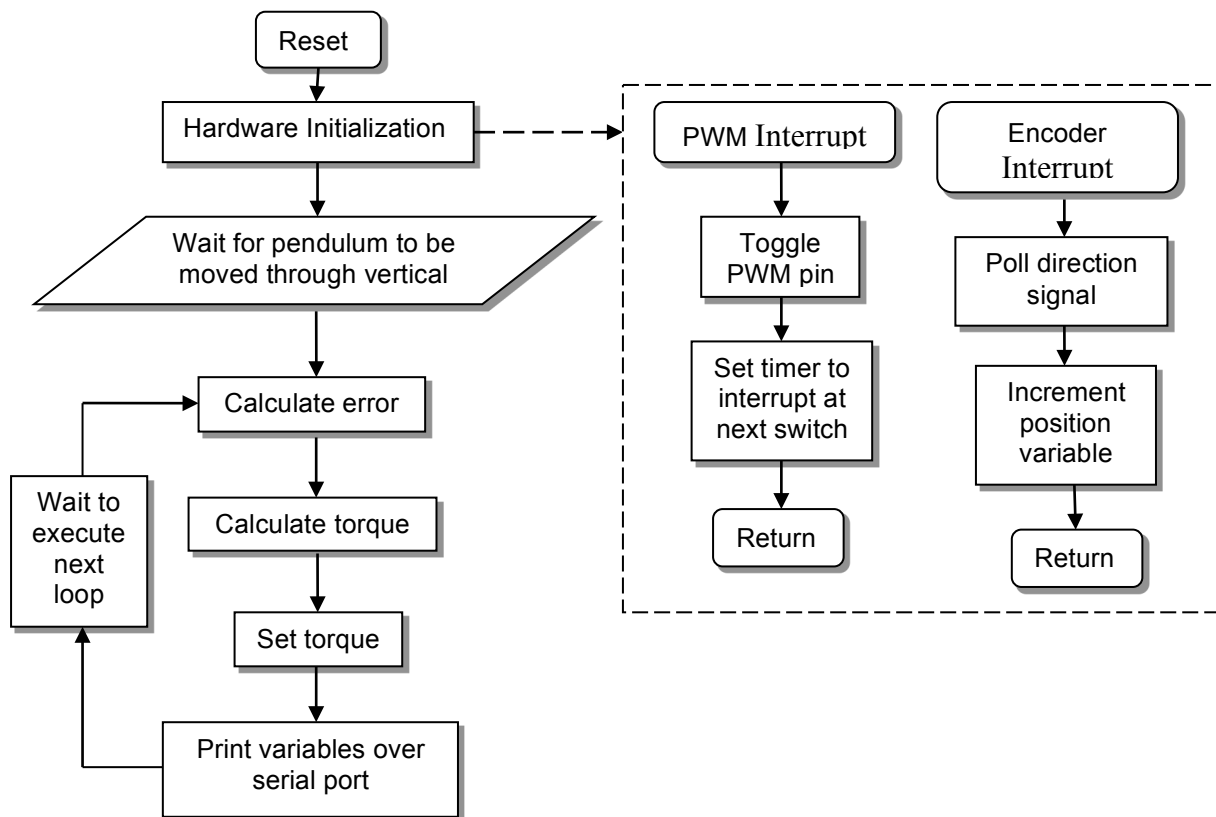 Reset
Hardware Initialization
Wait for pendulum to be
moved through vertical
Calculate error
Calculate torque
Set torque
Print variables over
serial port
Wait to
execute
next
loop
PWM Interrupt
Toggle
PWM pin
Set timer to
interrupt at
next switch
Return
Encoder
Interrupt
Poll direction
signal
Increment
position
variable
Return